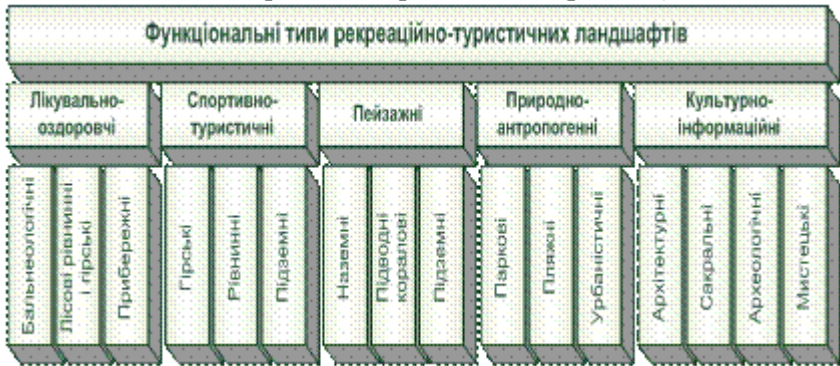 Функціональні типи рекреаційно-туристичних ландшафтів
Лікувально-
оздоровчі
Спортивно-
туристичні
Пейзажні
Природно-
антропогенні
Культурно-
інформаційні
Бальнеологічні
Лісові рівнинні
і гірські
Прибережні
Гірські
Рівнинні
Підземні
Наземні
Підводні
коралові
Підземні
Паркові
Пляжні
Урбаністичні
Архітектурні
Сакральні
Археологічні
Мистецькі